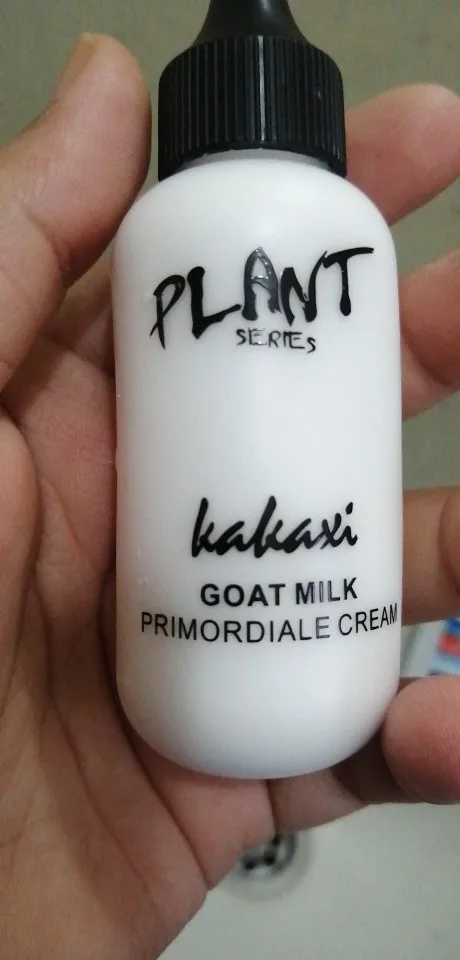 PLANT
SERIES
kakaxi
GOAT MILK
PRIMORDIALE CREAM